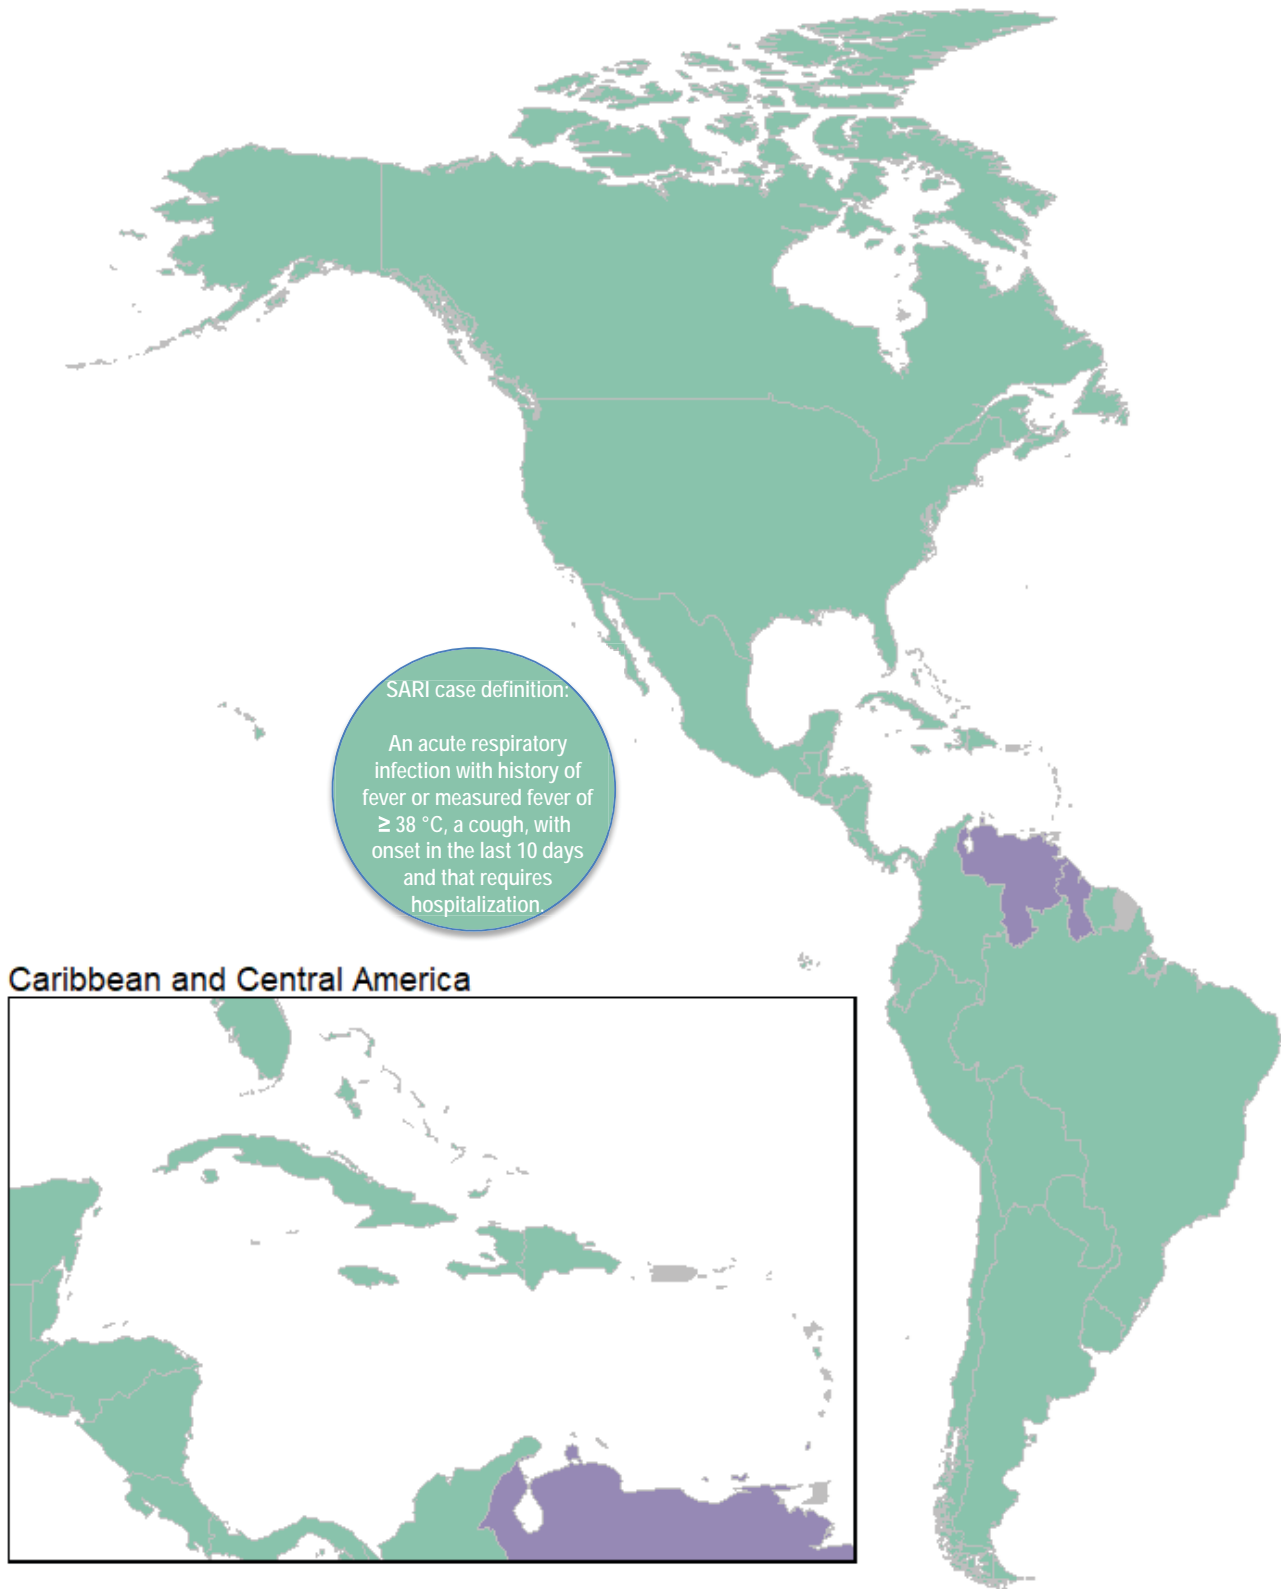 SARI case definition:
An acute respiratory
infection with history of
fever or measured fever of
≥ 38 °C, a cough, with
onset in the last 10 days
and that requires
hospitalization.
Caribbean and Central America